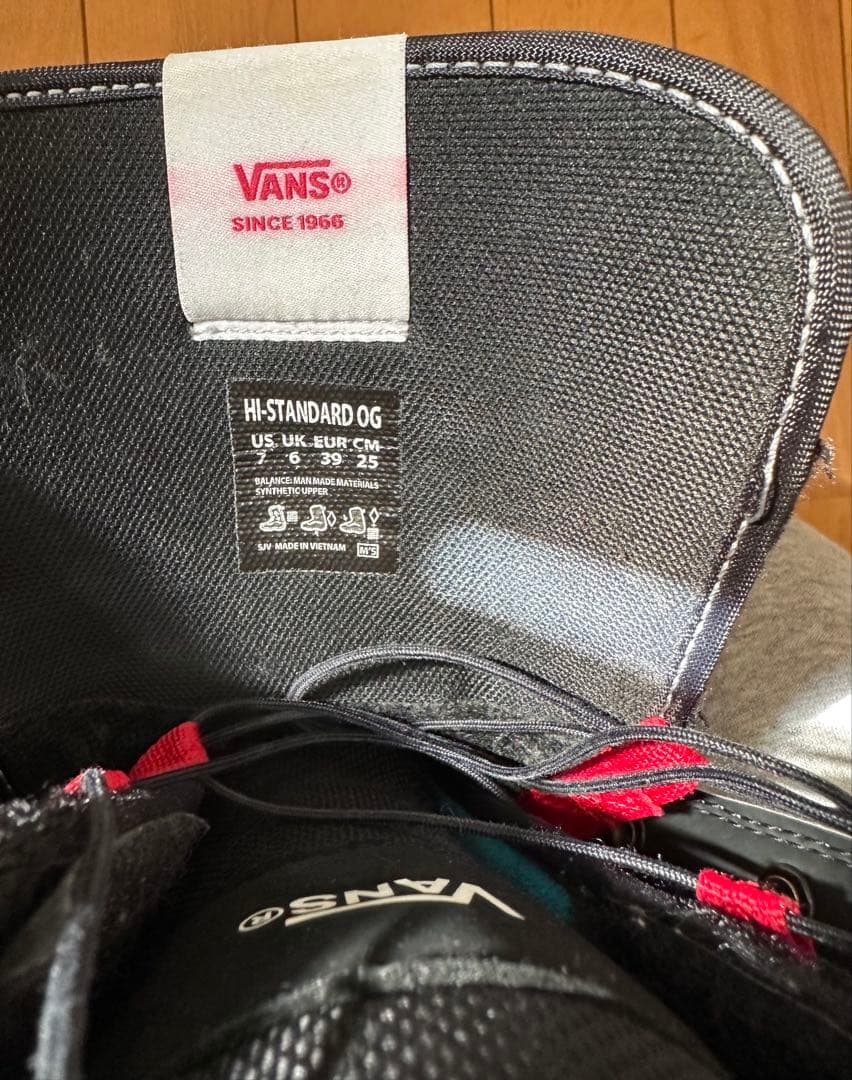 VANS®
SINCE 1966
HI-STANDARD OG
US UK EUR CM
7 6 39 25
BALANCE: MAN MADE MATERIALS
SYNTHETIC UPPER
SJV MADE IN VIETNAM M'S
VANS®